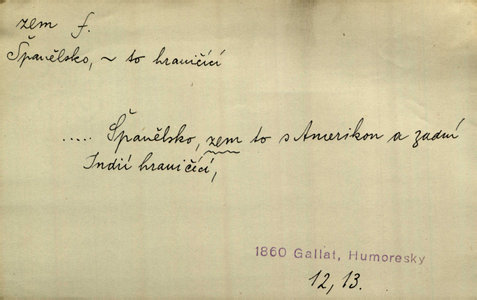 zem f.
Španělsko, ~ to hraničící
..... Španělsko, zem to s Amerikou a zadní
Indií hraničící,
1860 Gallat, Humoresky
12, 13.